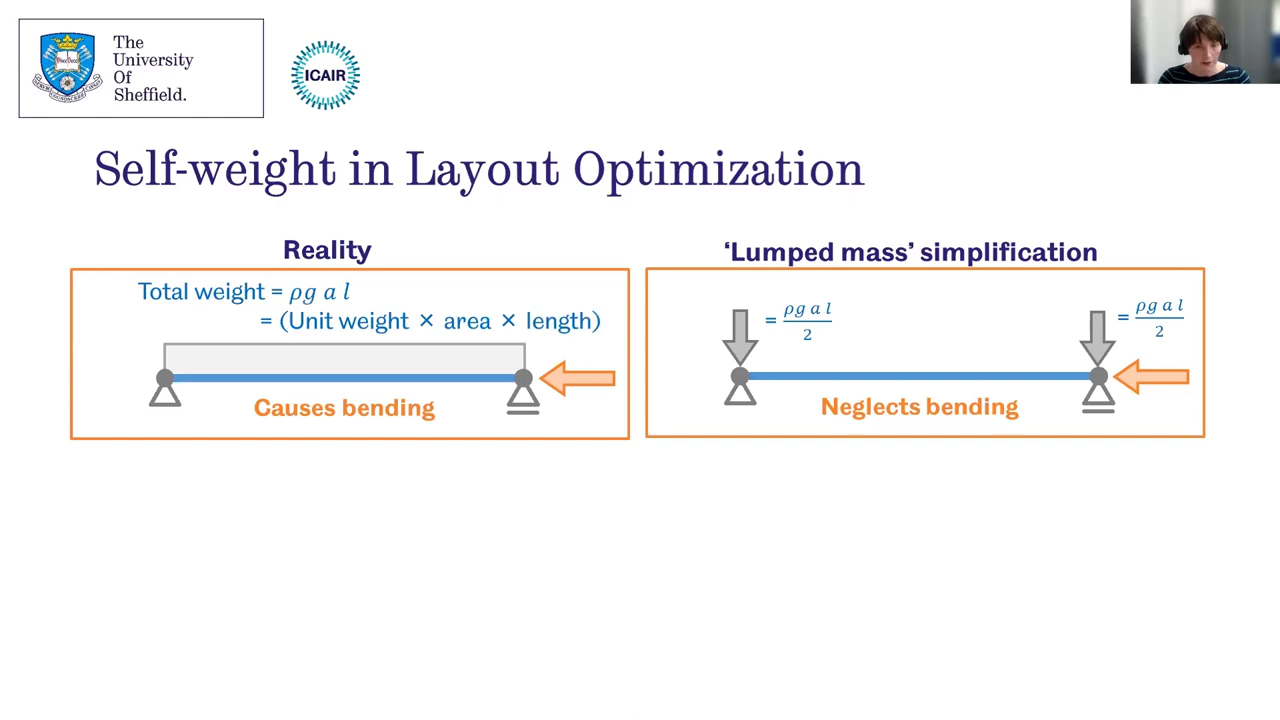 The
University
Of
Sheffield.
ICAIR
Self-weight in Layout Optimization
Reality
Total weight = ρg a l
= (Unit weight × area × length)
Causes bending
‘Lumped mass’ simplification
= ρg a l / 2
= ρg a l / 2
Neglects bending